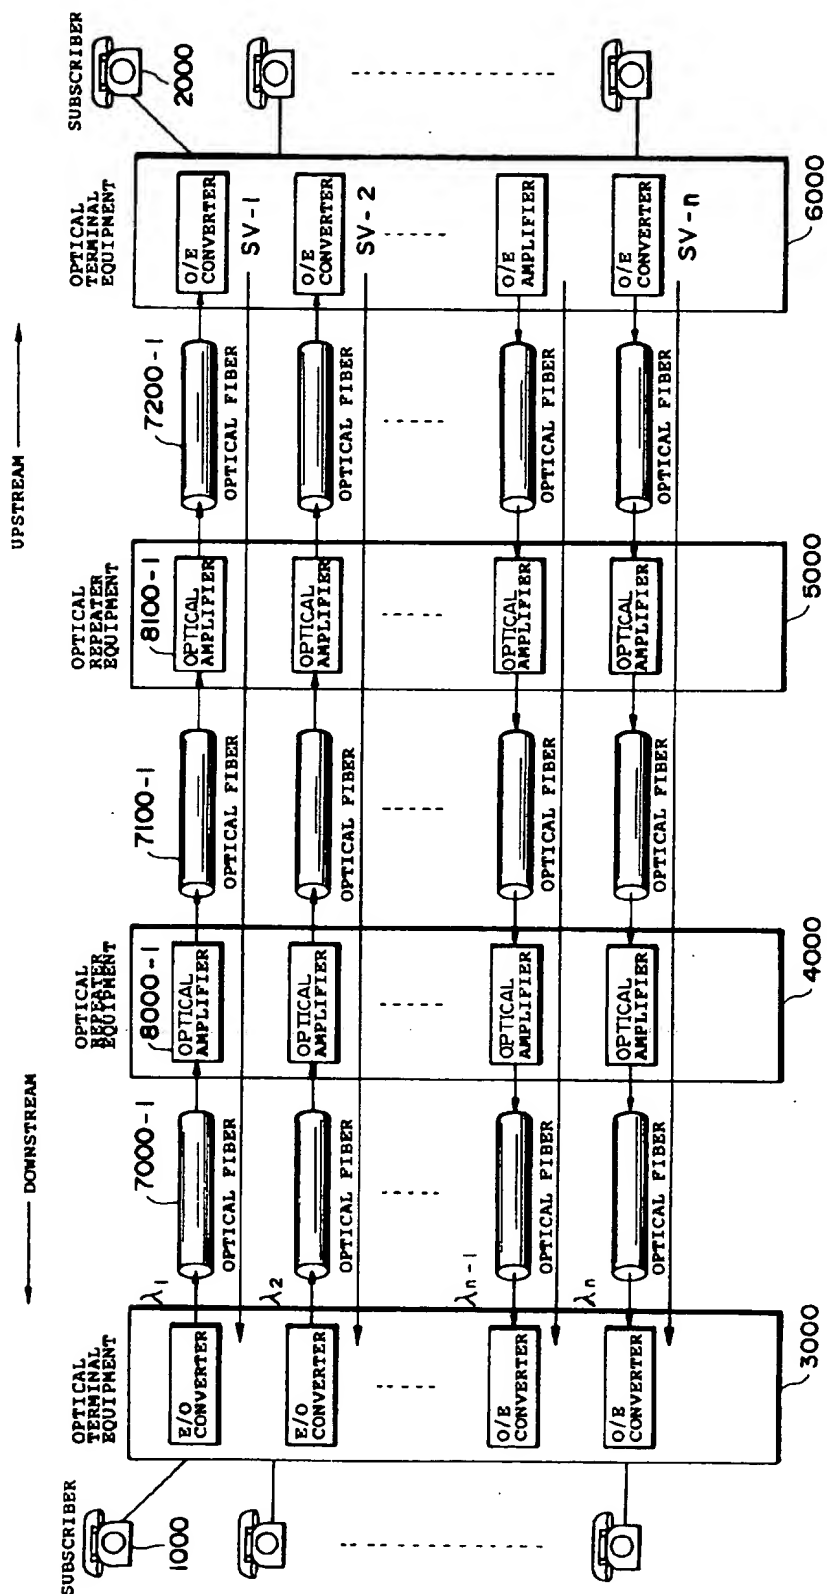 UPSTREAM
DOWNSTREAM
SUBSCRIBER
1000
OPTICAL
TERMINAL
EQUIPMENT
E/O
CONVERTER
E/O
CONVERTER
O/E
CONVERTER
O/E
CONVERTER
3000
λ1
λ2
λn-1
λn
7000-1
OPTICAL FIBER
OPTICAL FIBER
OPTICAL FIBER
OPTICAL FIBER
OPTICAL
REPEATER
EQUIPMENT
8000-1
OPTICAL
AMPLIFIER
OPTICAL
AMPLIFIER
OPTICAL
AMPLIFIER
OPTICAL
AMPLIFIER
4000
7100-1
OPTICAL FIBER
OPTICAL FIBER
OPTICAL FIBER
OPTICAL FIBER
OPTICAL
REPEATER
EQUIPMENT
8100-1
OPTICAL
AMPLIFIER
OPTICAL
AMPLIFIER
OPTICAL
AMPLIFIER
OPTICAL
AMPLIFIER
5000
7200-1
OPTICAL FIBER
OPTICAL FIBER
OPTICAL FIBER
OPTICAL FIBER
OPTICAL
TERMINAL
EQUIPMENT
O/E
CONVERTER
SV-1
O/E
CONVERTER
SV-2
O/E
AMPLIFIER
O/E
CONVERTER
SV-n
6000
SUBSCRIBER
2000